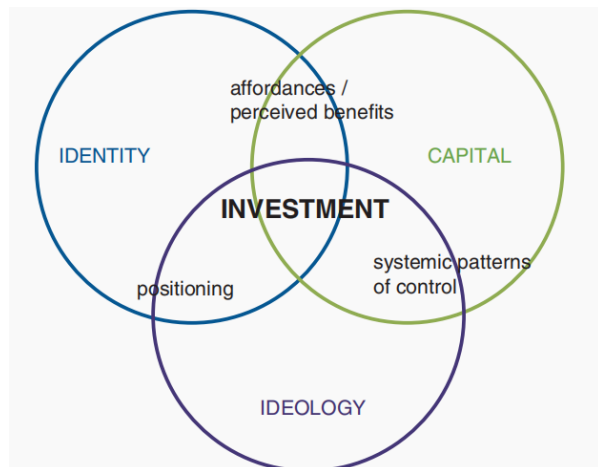 affordances /
perceived benefits
IDENTITY
CAPITAL
INVESTMENT
systemic patterns
of control
positioning
IDEOLOGY